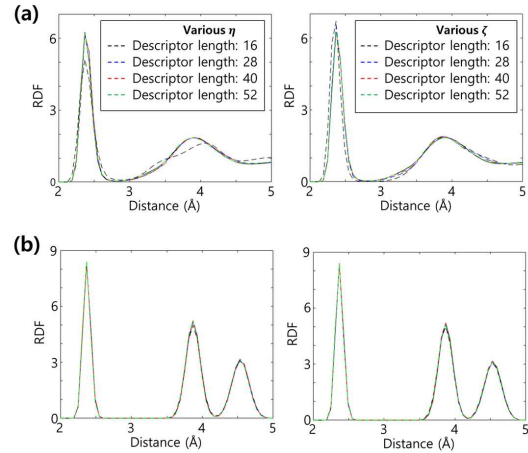 (a)
Various η
Descriptor length: 16
Descriptor length: 28
Descriptor length: 40
Descriptor length: 52
RDF
6
3
0
2 3 4 5
Distance (Å)
Various ζ
Descriptor length: 16
Descriptor length: 28
Descriptor length: 40
Descriptor length: 52
RDF
6
3
0
2 3 4 5
Distance (Å)
(b)
RDF
9
6
3
0
2 3 4 5
Distance (Å)
RDF
9
6
3
0
2 3 4 5
Distance (Å)